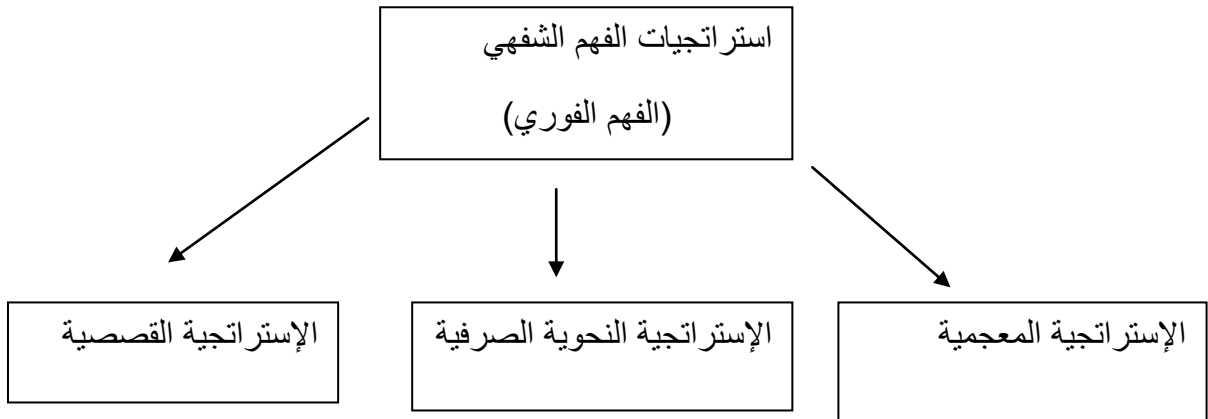 استراتجيات الفهم الشفهي
(الفهم الفوري)
الإستراتجية المعجمية
الإستراتجية النحوية الصرفية
الإستراتجية القصصية